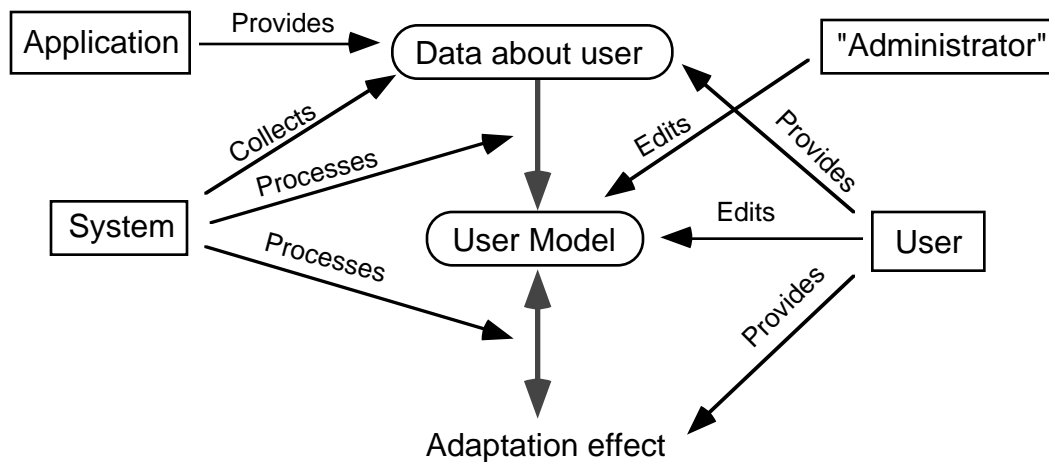 Application
Provides
Data about user
"Administrator"
Collects
Processes
Edits
Provides
System
User Model
Edits
User
Processes
Provides
Adaptation effect